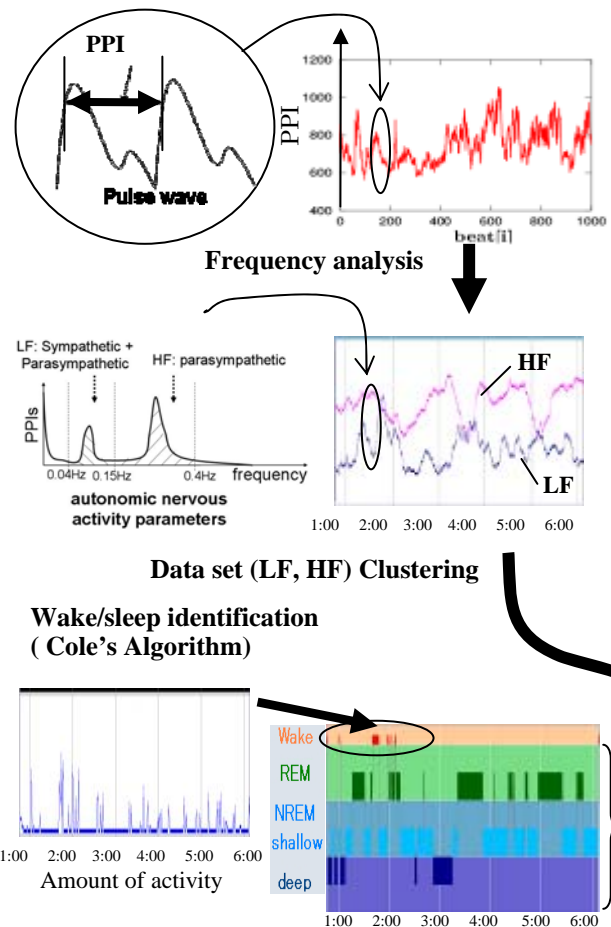 PPI
Pulse wave
1200
1000
PPI
800
600
400
0 200 400 600 800 1000
beat[i]
Frequency analysis
LF: Sympathetic +
Parasympathetic
HF: parasympathetic
PPIs
0.04Hz 0.15Hz 0.4Hz frequency
autonomic nervous
activity parameters
HF
LF
1:00 2:00 3:00 4:00 5:00 6:00
Data set (LF, HF) Clustering
Wake/sleep identification
( Cole's Algorithm)
1:00 2:00 3:00 4:00 5:00 6:00
Amount of activity
Wake
REM
NREM
shallow
deep
1:00 2:00 3:00 4:00 5:00 6:00